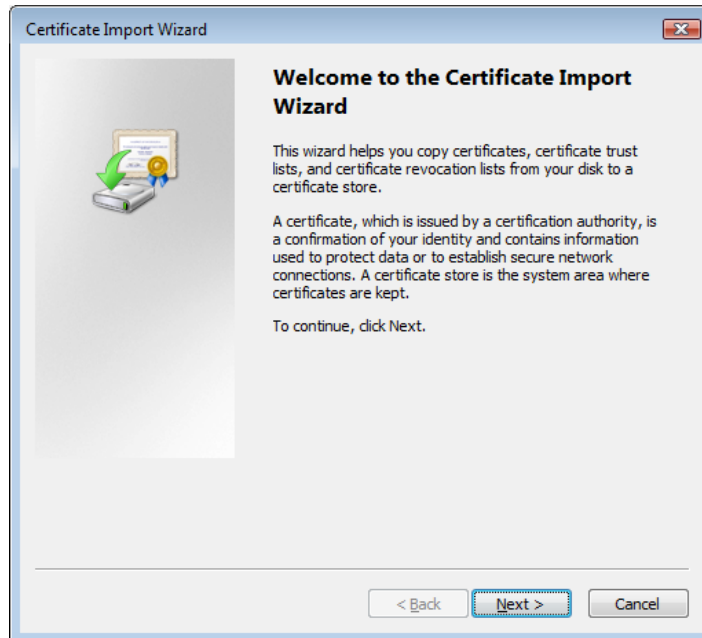 Certificate Import Wizard
Welcome to the Certificate Import
Wizard
This wizard helps you copy certificates, certificate trust
lists, and certificate revocation lists from your disk to a
certificate store.
A certificate, which is issued by a certification authority, is
a confirmation of your identity and contains information
used to protect data or to establish secure network
connections. A certificate store is the system area where
certificates are kept.
To continue, click Next.
< Back Next > Cancel